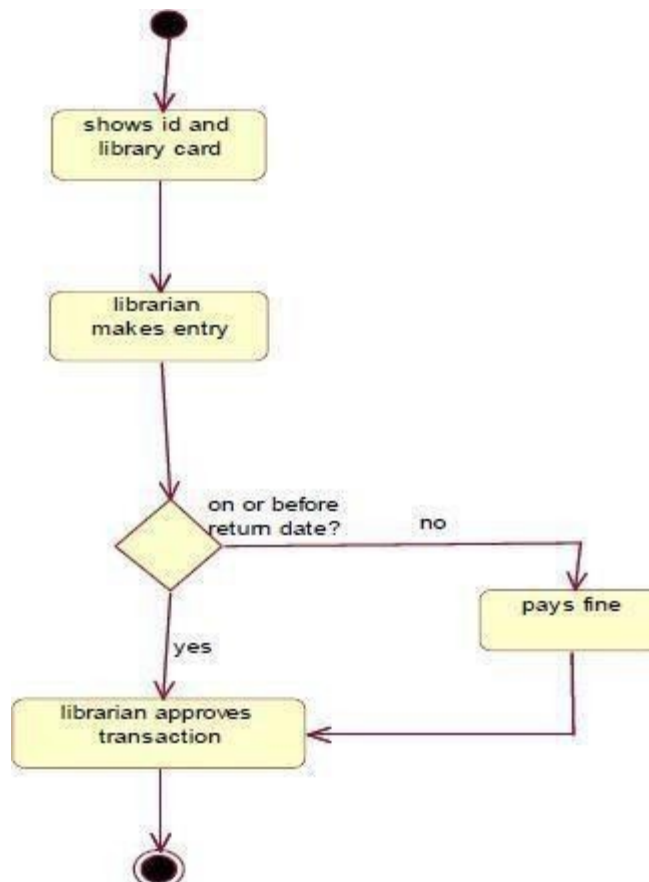 shows id and
library card
librarian
makes entry
on or before
return date?
no
pays fine
yes
librarian approves
transaction